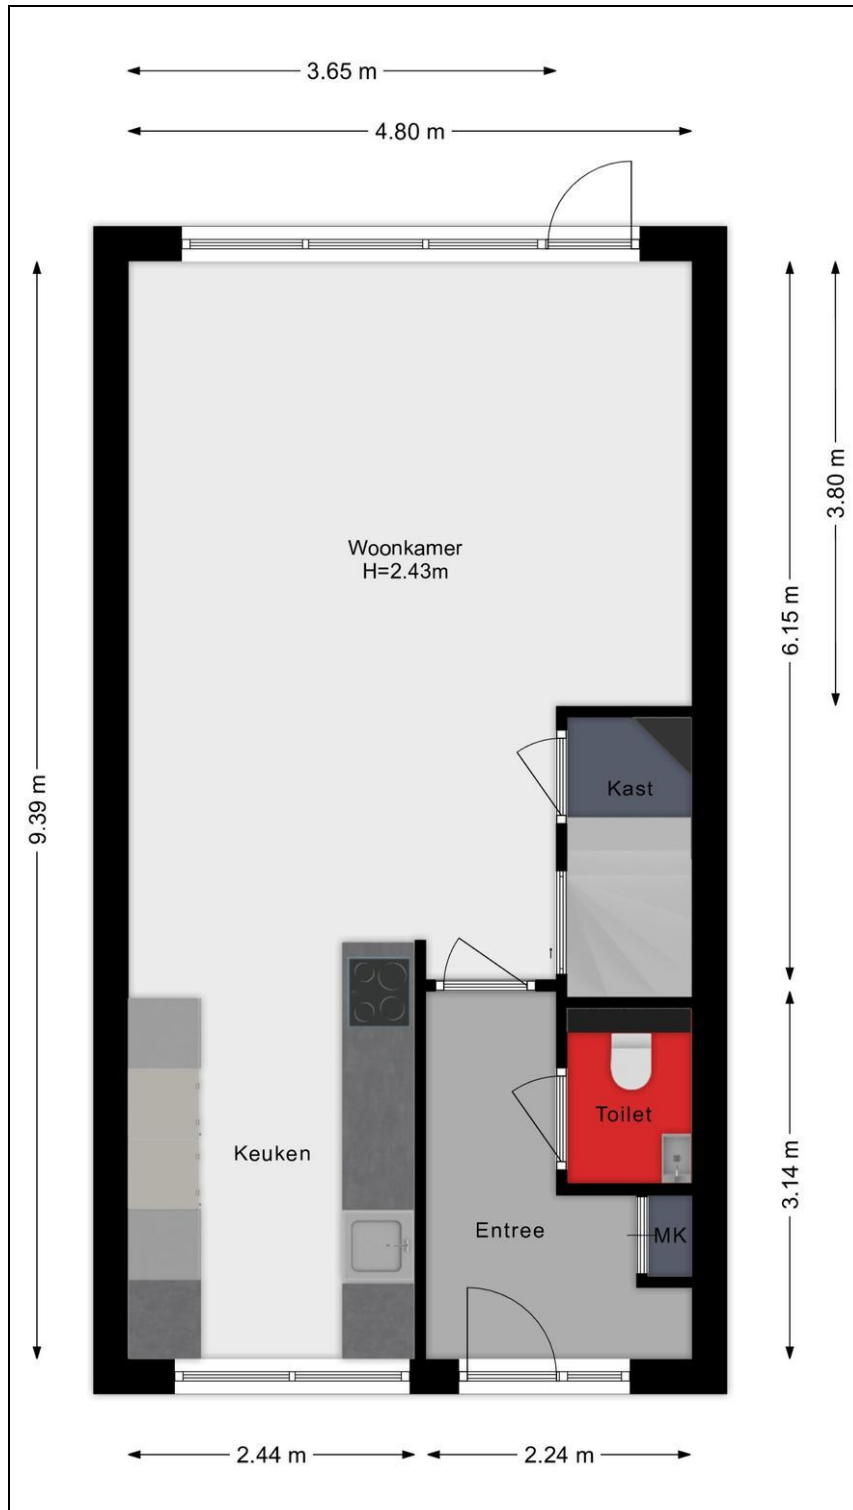 3.65 m
4.80 m
3.80 m
Woonkamer
H=2.43m
6.15 m
9.39 m
Kast
Toilet
Keuken
3.14 m
Entree
MK
2.44 m
2.24 m